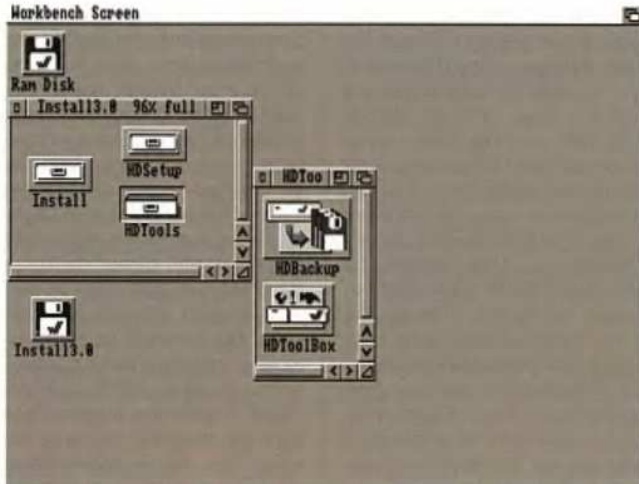 Workbench Screen
Ram Disk
Install3.0 96% full
HDSetup
Install
HDTools
HDToo
HDBackup
HDToolBox
Install3.0